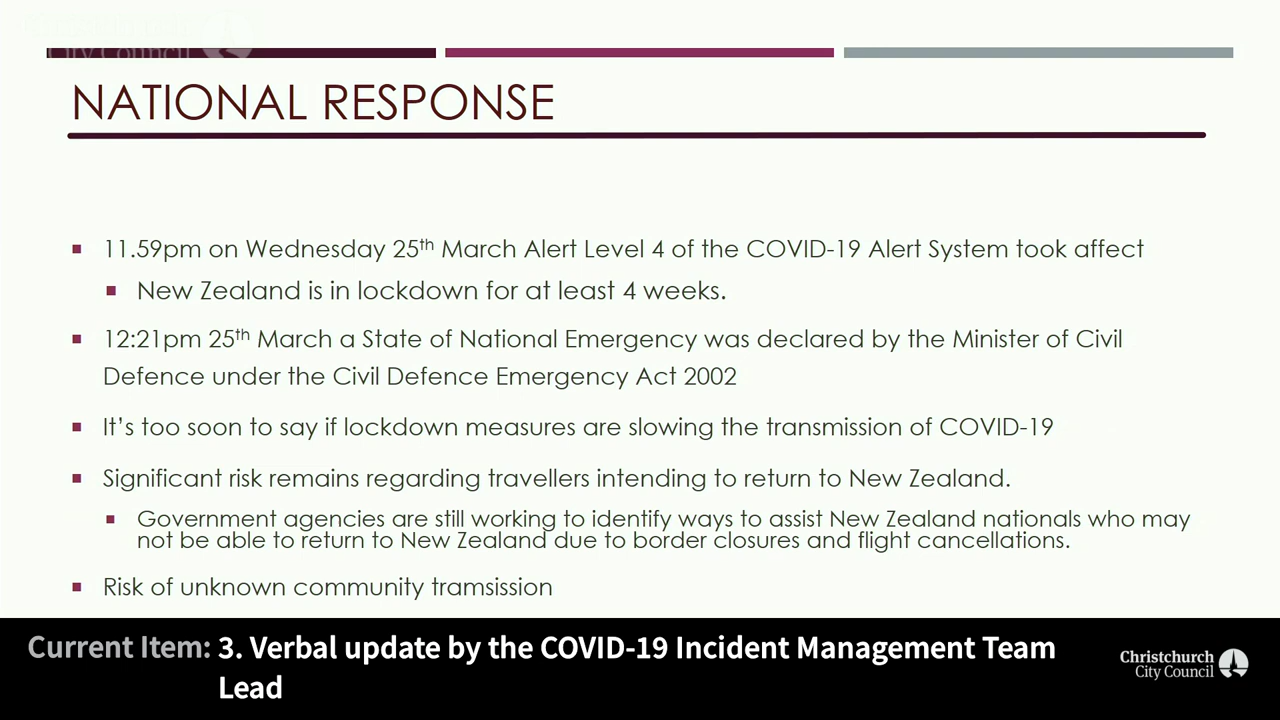 City Council
NATIONAL RESPONSE
11.59pm on Wednesday 25th March Alert Level 4 of the COVID-19 Alert System took affect
New Zealand is in lockdown for at least 4 weeks.
12:21pm 25th March a State of National Emergency was declared by the Minister of Civil
Defence under the Civil Defence Emergency Act 2002
It's too soon to say if lockdown measures are slowing the transmission of COVID-19
Significant risk remains regarding travellers intending to return to New Zealand.
Government agencies are still working to identify ways to assist New Zealand nationals who may
not be able to return to New Zealand due to border closures and flight cancellations.
Risk of unknown community tramsission
Current Item: 3. Verbal update by the COVID-19 Incident Management Team
Lead
Christchurch
City Council